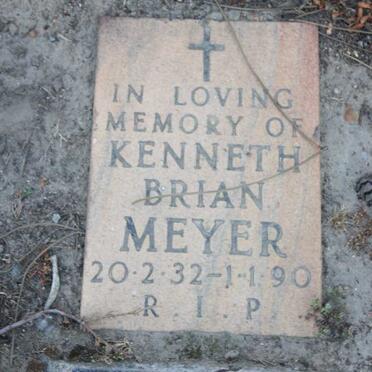 IN LOVING
MEMORY OF
KENNETH
BRIAN
MEYER
20·2·32-1·1·90
R. I. P